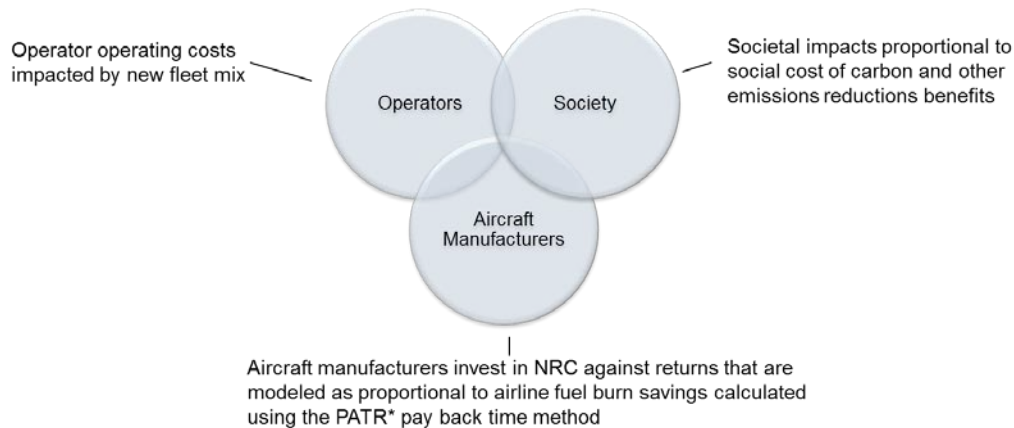 Operator operating costs
impacted by new fleet mix
Societal impacts proportional to
social cost of carbon and other
emissions reductions benefits
Operators
Society
Aircraft
Manufacturers
Aircraft manufacturers invest in NRC against returns that are
modeled as proportional to airline fuel burn savings calculated
using the PATR* pay back time method